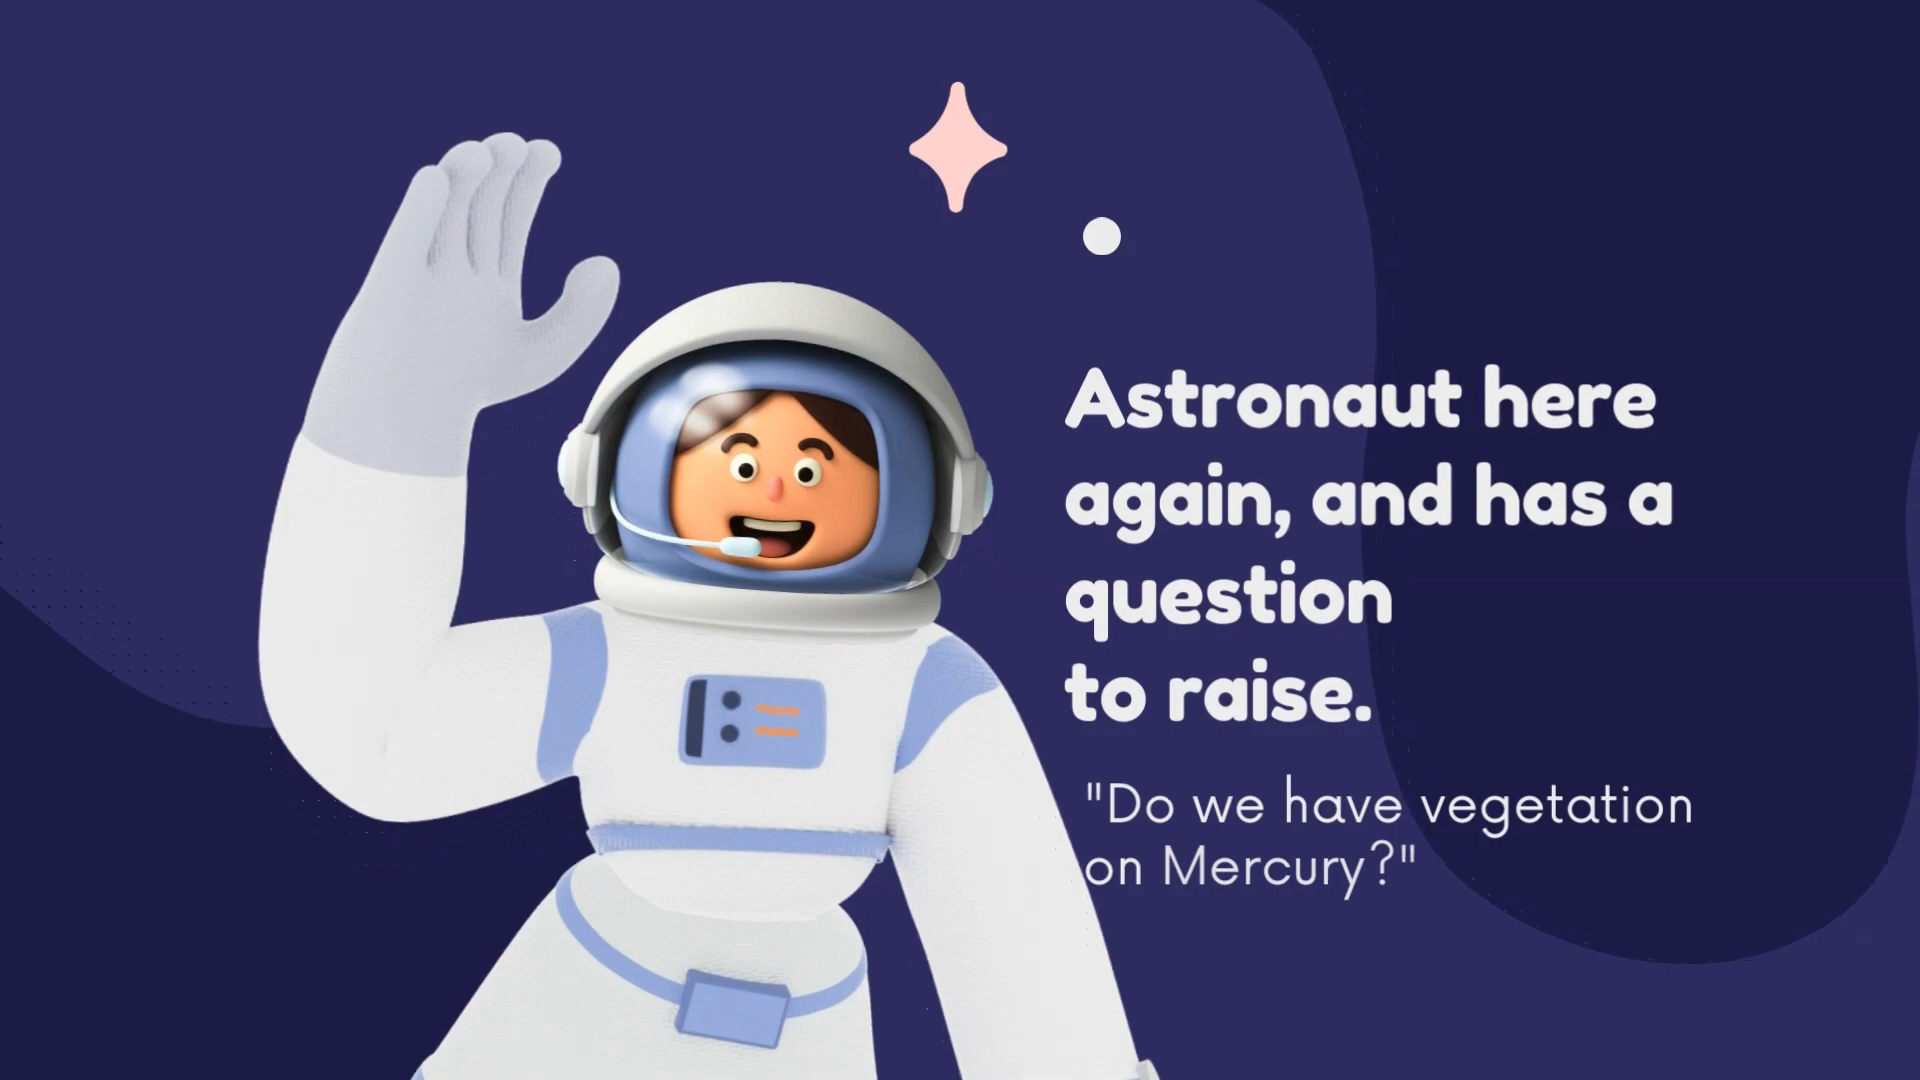 Astronaut here
again, and has a
question
to raise.
"Do we have vegetation
on Mercury?"